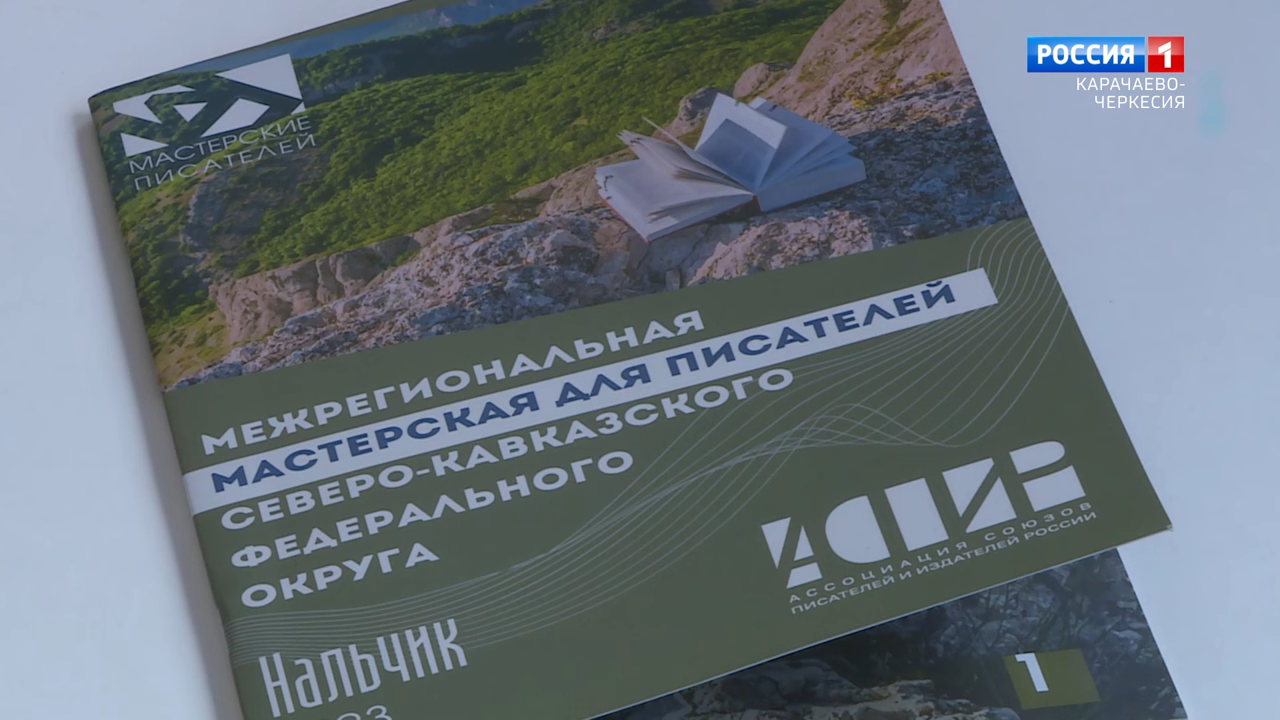 РОССИЯ 1
КАРАЧАЕВО-
ЧЕРКЕСИЯ
МАСТЕРСКИЕ
ПИСАТЕЛЕЙ
МЕЖРЕГИОНАЛЬНАЯ
МАСТЕРСКАЯ ДЛЯ ПИСАТЕЛЕЙ
СЕВЕРО-КАВКАЗСКОГО
ФЕДЕРАЛЬНОГО
ОКРУГА
АСПИР
АССОЦИАЦИЯ СОЮЗОВ
ПИСАТЕЛЕЙ И ИЗДАТЕЛЕЙ РОССИИ
Нальчик
1